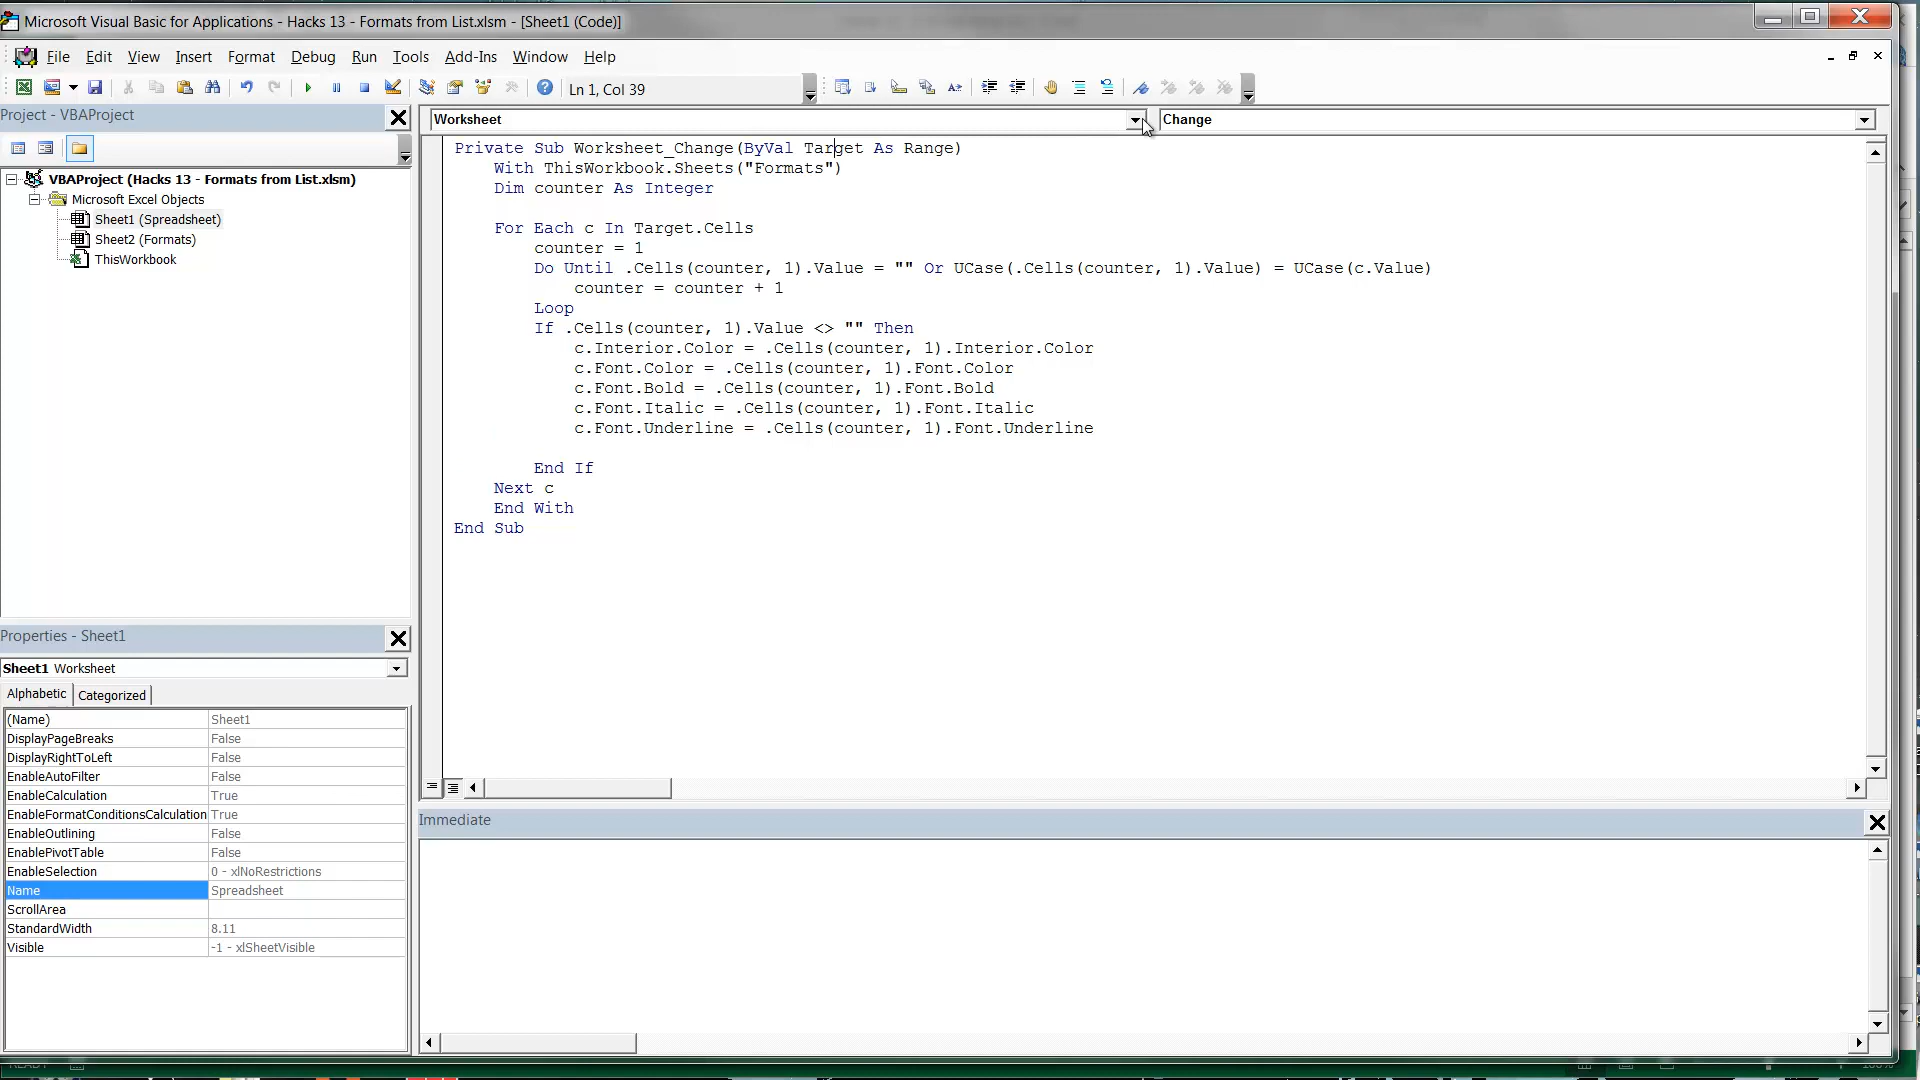 Microsoft Visual Basic for Applications - Hacks 13 - Formats from List.xlsm - [Sheet1 (Code)]
File Edit View Insert Format Debug Run Tools Add-Ins Window Help
Ln 1, Col 39
Project - VBAProject
VBAProject (Hacks 13 - Formats from List.xlsm)
Microsoft Excel Objects
Sheet1 (Spreadsheet)
Sheet2 (Formats)
ThisWorkbook
Properties - Sheet1
Sheet1 Worksheet
Alphabetic Categorized
(Name) Sheet1
DisplayPageBreaks False
DisplayRightToLeft False
EnableAutoFilter False
EnableCalculation True
EnableFormatConditionsCalculation True
EnableOutlining False
EnablePivotTable False
EnableSelection 0 - xlNoRestrictions
Name Spreadsheet
ScrollArea
StandardWidth 8.11
Visible -1 - xlSheetVisible
Worksheet Change
Private Sub Worksheet_Change(ByVal Target As Range)
With ThisWorkbook.Sheets("Formats")
Dim counter As Integer
For Each c In Target.Cells
counter = 1
Do Until .Cells(counter, 1).Value = "" Or UCase(.Cells(counter, 1).Value) = UCase(c.Value)
counter = counter + 1
Loop
If .Cells(counter, 1).Value <> "" Then
c.Interior.Color = .Cells(counter, 1).Interior.Color
c.Font.Color = .Cells(counter, 1).Font.Color
c.Font.Bold = .Cells(counter, 1).Font.Bold
c.Font.Italic = .Cells(counter, 1).Font.Italic
c.Font.Underline = .Cells(counter, 1).Font.Underline
End If
Next c
End With
End Sub
Immediate